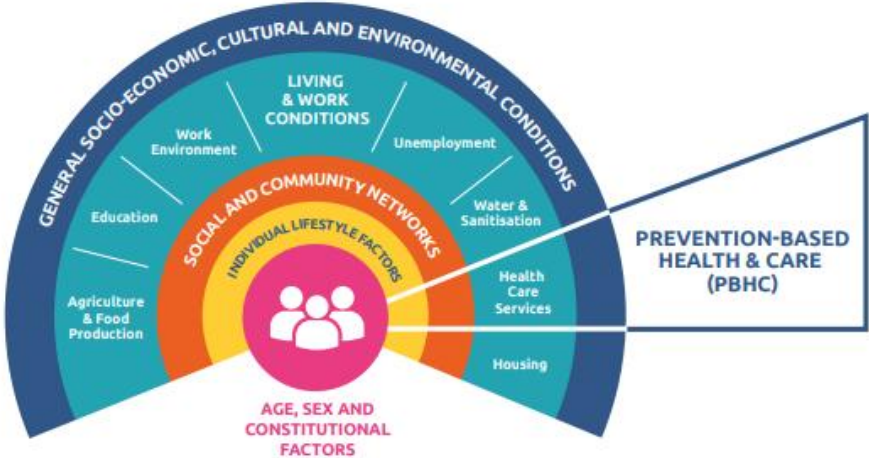 GENERAL SOCIO-ECONOMIC, CULTURAL AND ENVIRONMENTAL CONDITIONS
LIVING
& WORK
CONDITIONS
Work
Environment
Unemployment
Education
Water &
Sanitisation
Agriculture
& Food
Production
Health
Care
Services
Housing
SOCIAL AND COMMUNITY NETWORKS
INDIVIDUAL LIFESTYLE FACTORS
AGE, SEX AND
CONSTITUTIONAL
FACTORS
PREVENTION-BASED
HEALTH & CARE
(PBHC)